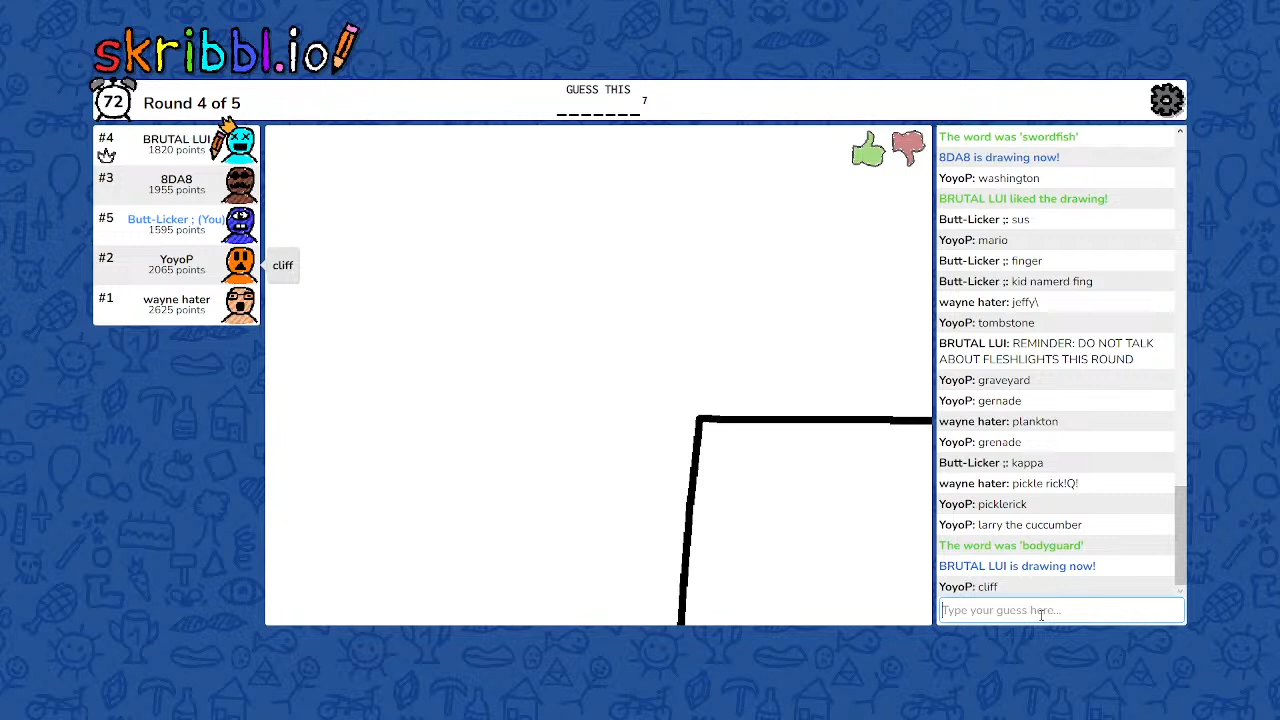 skribbl.io
72
Round 4 of 5
GUESS THIS
_______ 7
#4
BRUTAL LUI
1820 points
#3
8DA8
1955 points
#5
Butt-Licker ; (You)
1595 points
#2
YoyoP
2065 points
#1
wayne hater
2625 points
cliff
The word was 'swordfish'
8DA8 is drawing now!
YoyoP: washington
BRUTAL LUI liked the drawing!
Butt-Licker ;: sus
YoyoP: mario
Butt-Licker ;: finger
Butt-Licker ;: kid namerd fing
wayne hater: jeffy\
YoyoP: tombstone
BRUTAL LUI: REMINDER: DO NOT TALK
ABOUT FLESHLIGHTS THIS ROUND
YoyoP: graveyard
YoyoP: gernade
wayne hater: plankton
YoyoP: grenade
Butt-Licker ;: kappa
wayne hater: pickle rick!Q!
YoyoP: picklerick
YoyoP: larry the cuccumber
The word was 'bodyguard'
BRUTAL LUI is drawing now!
YoyoP: cliff
Type your guess here...